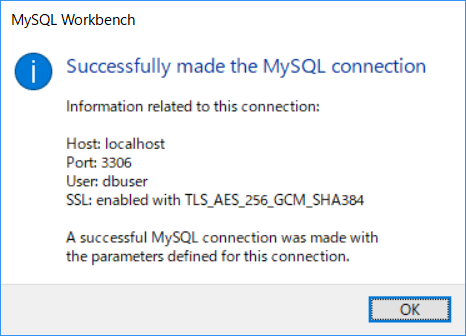 MySQL Workbench
Successfully made the MySQL connection
Information related to this connection:
Host: localhost
Port: 3306
User: dbuser
SSL: enabled with TLS_AES_256_GCM_SHA384
A successful MySQL connection was made with
the parameters defined for this connection.
OK